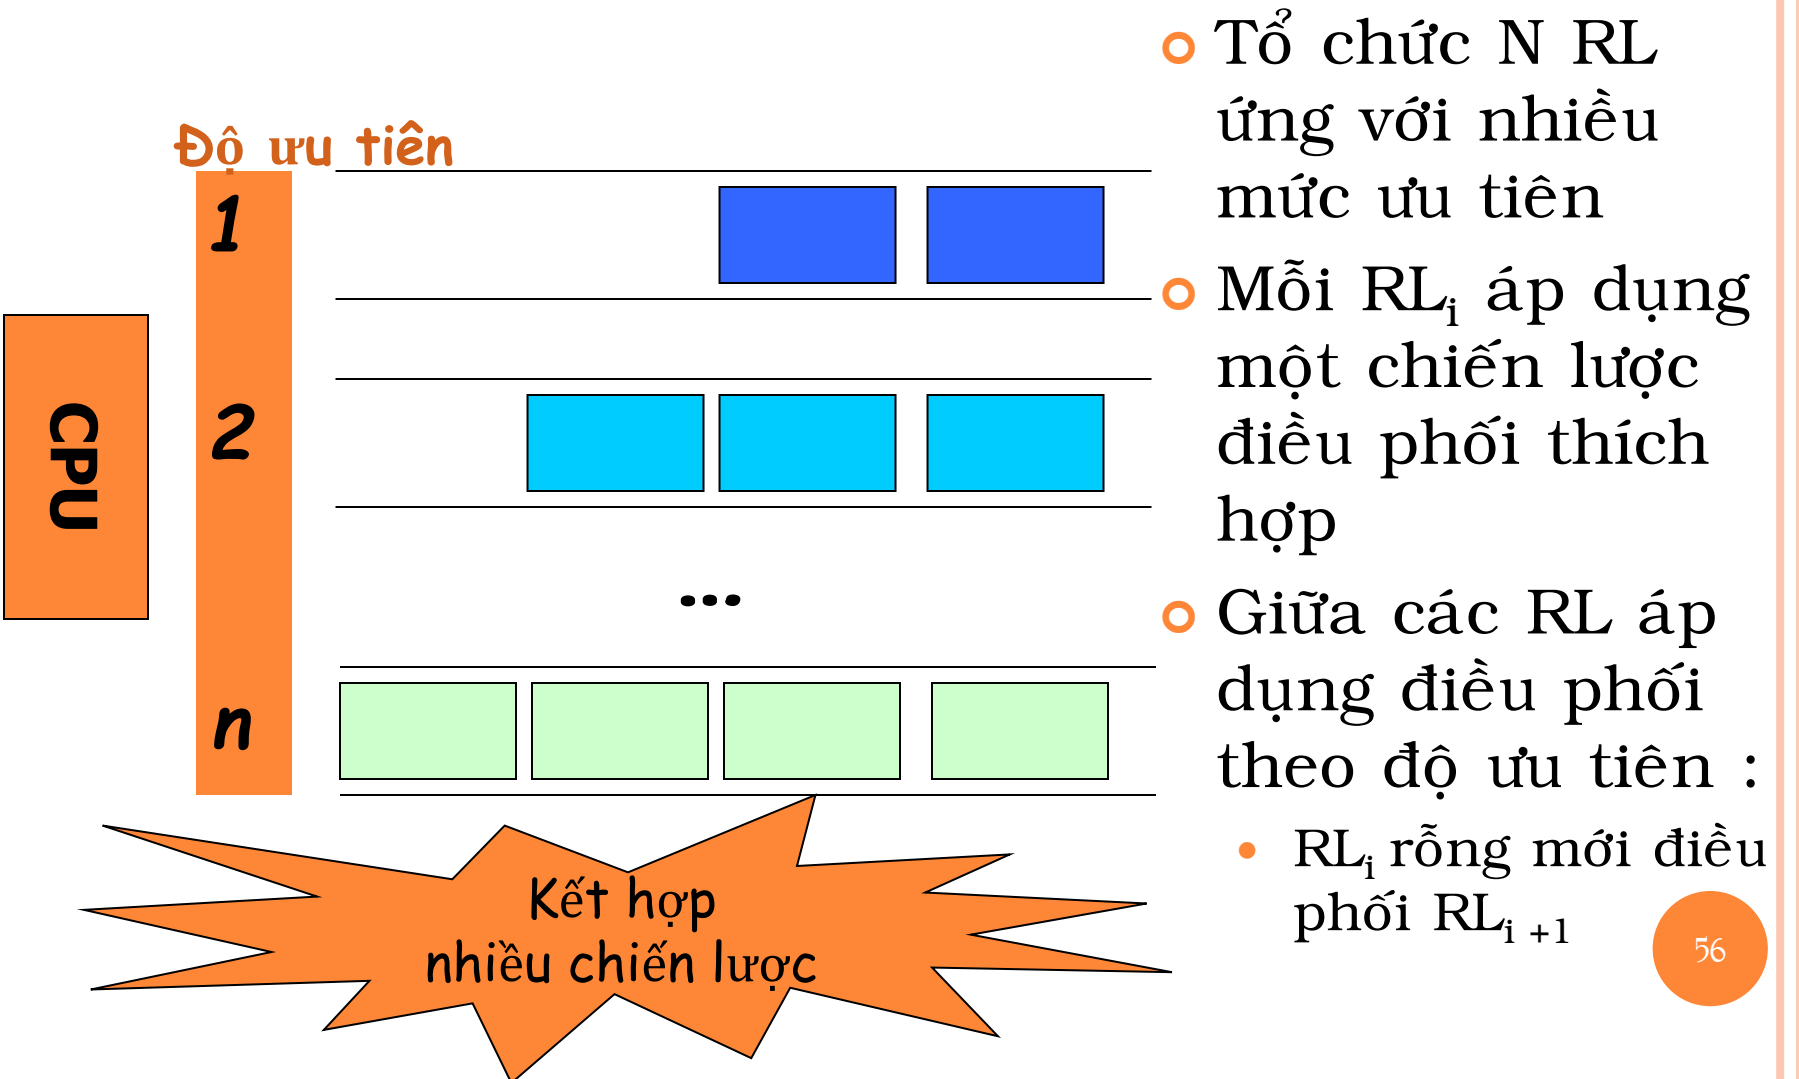 Độ ưu tiên
1
2
...
n
CPU
Kết hợp
nhiều chiến lược
Tổ chức N RL
ứng với nhiều
mức ưu tiên
Mỗi RLi áp dụng
một chiến lược
điều phối thích
hợp
Giữa các RL áp
dụng điều phối
theo độ ưu tiên :
RLi rỗng mới điều
phối RLi +1
56